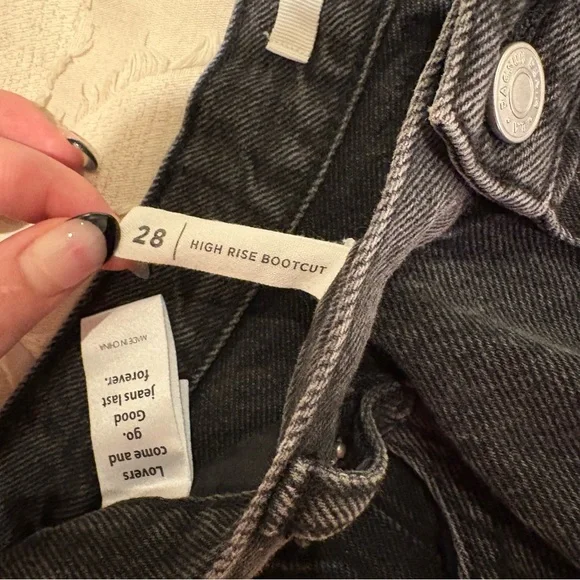 28 | HIGH RISE BOOTCUT
Lovers
come and
go.
Good
jeans last
forever.
MADE IN CHINA